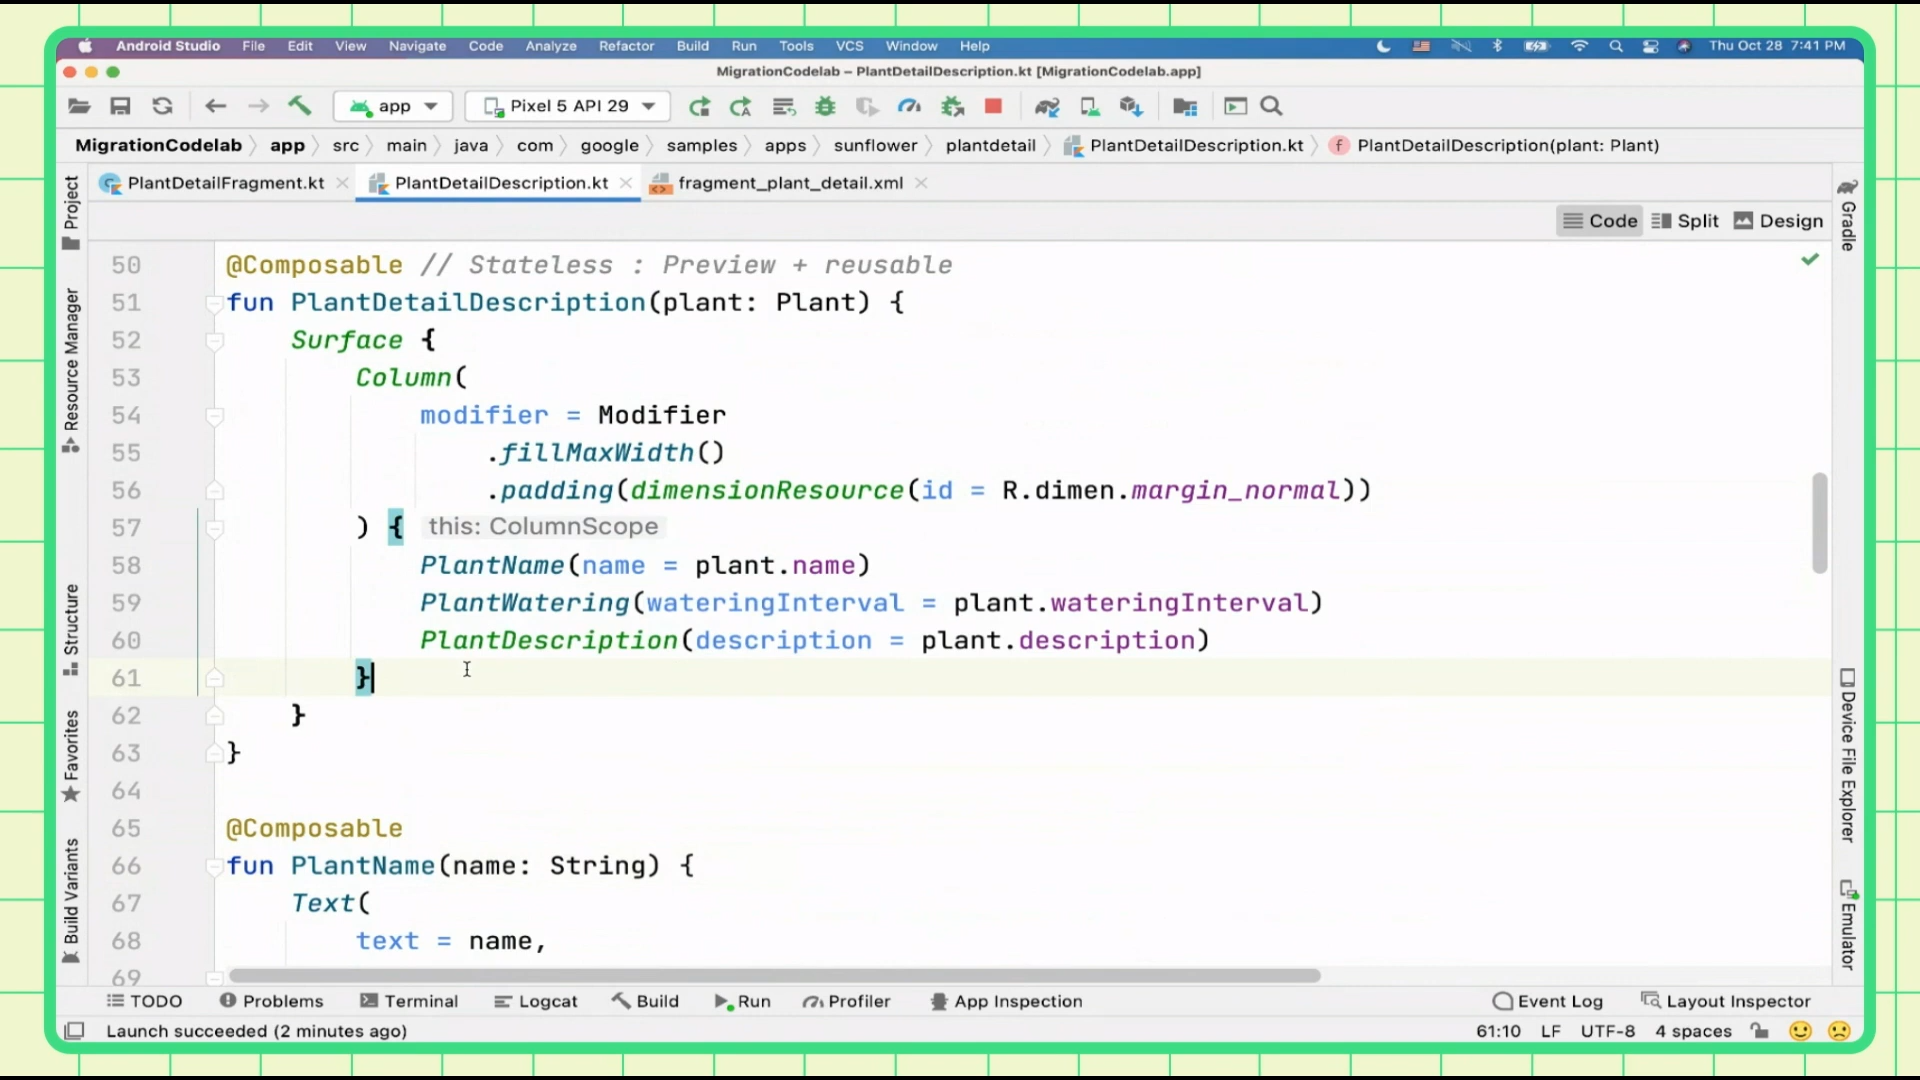 Android Studio File Edit View Navigate Code Analyze Refactor Build Run Tools VCS Window Help Thu Oct 28 7:41 PM
MigrationCodelab – PlantDetailDescription.kt [MigrationCodelab.app]
app Pixel 5 API 29
MigrationCodelab app src main java com google samples apps sunflower plantdetail PlantDetailDescription.kt PlantDetailDescription(plant: Plant)
PlantDetailFragment.kt PlantDetailDescription.kt fragment_plant_detail.xml
Code Split Design
Project
Resource Manager
Structure
Favorites
Build Variants
50 @Composable // Stateless : Preview + reusable
51 fun PlantDetailDescription(plant: Plant) {
52 Surface {
53 Column(
54 modifier = Modifier
55 .fillMaxWidth()
56 .padding(dimensionResource(id = R.dimen.margin_normal))
57 ) { this: ColumnScope
58 PlantName(name = plant.name)
59 PlantWatering(wateringInterval = plant.wateringInterval)
60 PlantDescription(description = plant.description)
61 }
62 }
63 }
64
65 @Composable
66 fun PlantName(name: String) {
67 Text(
68 text = name,
69
Gradle
Device File Explorer
Emulator
TODO Problems Terminal Logcat Build Run Profiler App Inspection Event Log Layout Inspector
Launch succeeded (2 minutes ago) 61:10 LF UTF-8 4 spaces